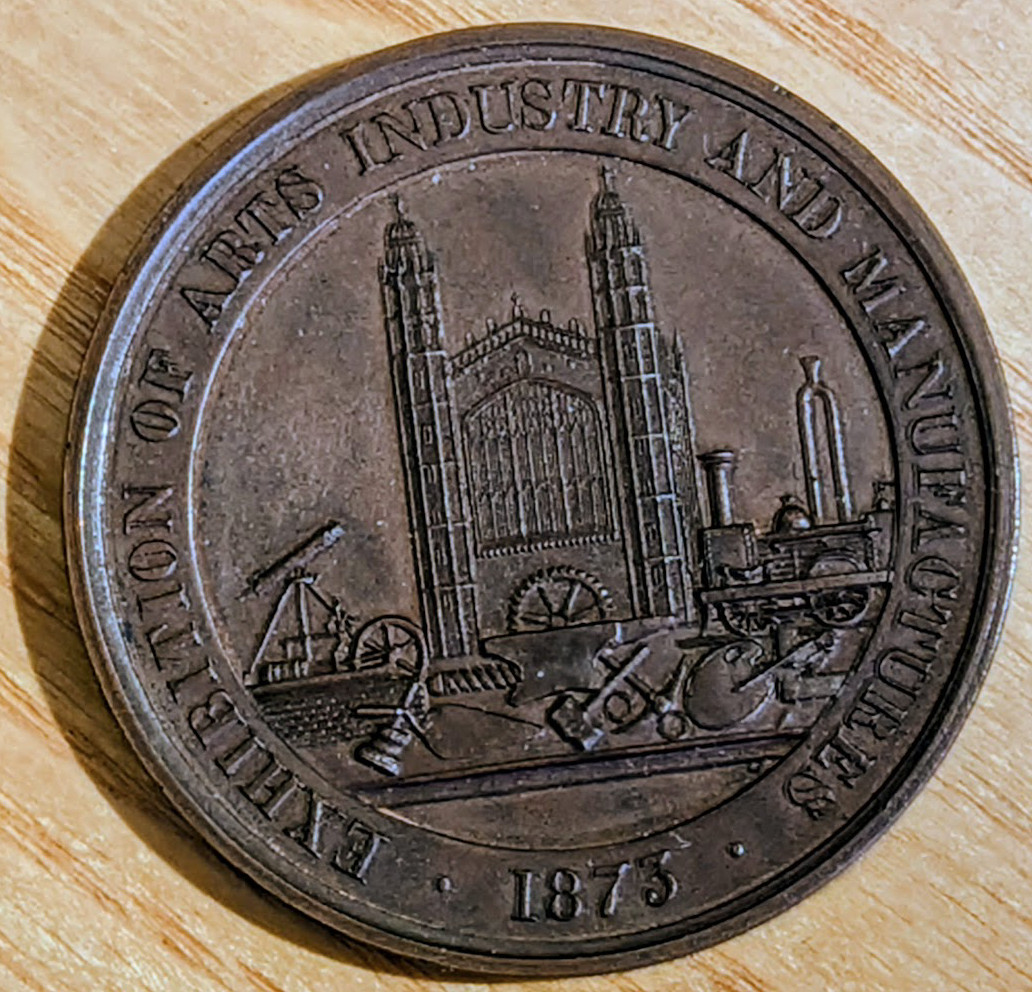 EXHIBITION OF ARTS INDUSTRY AND MANUFACTURES
· 1873 ·